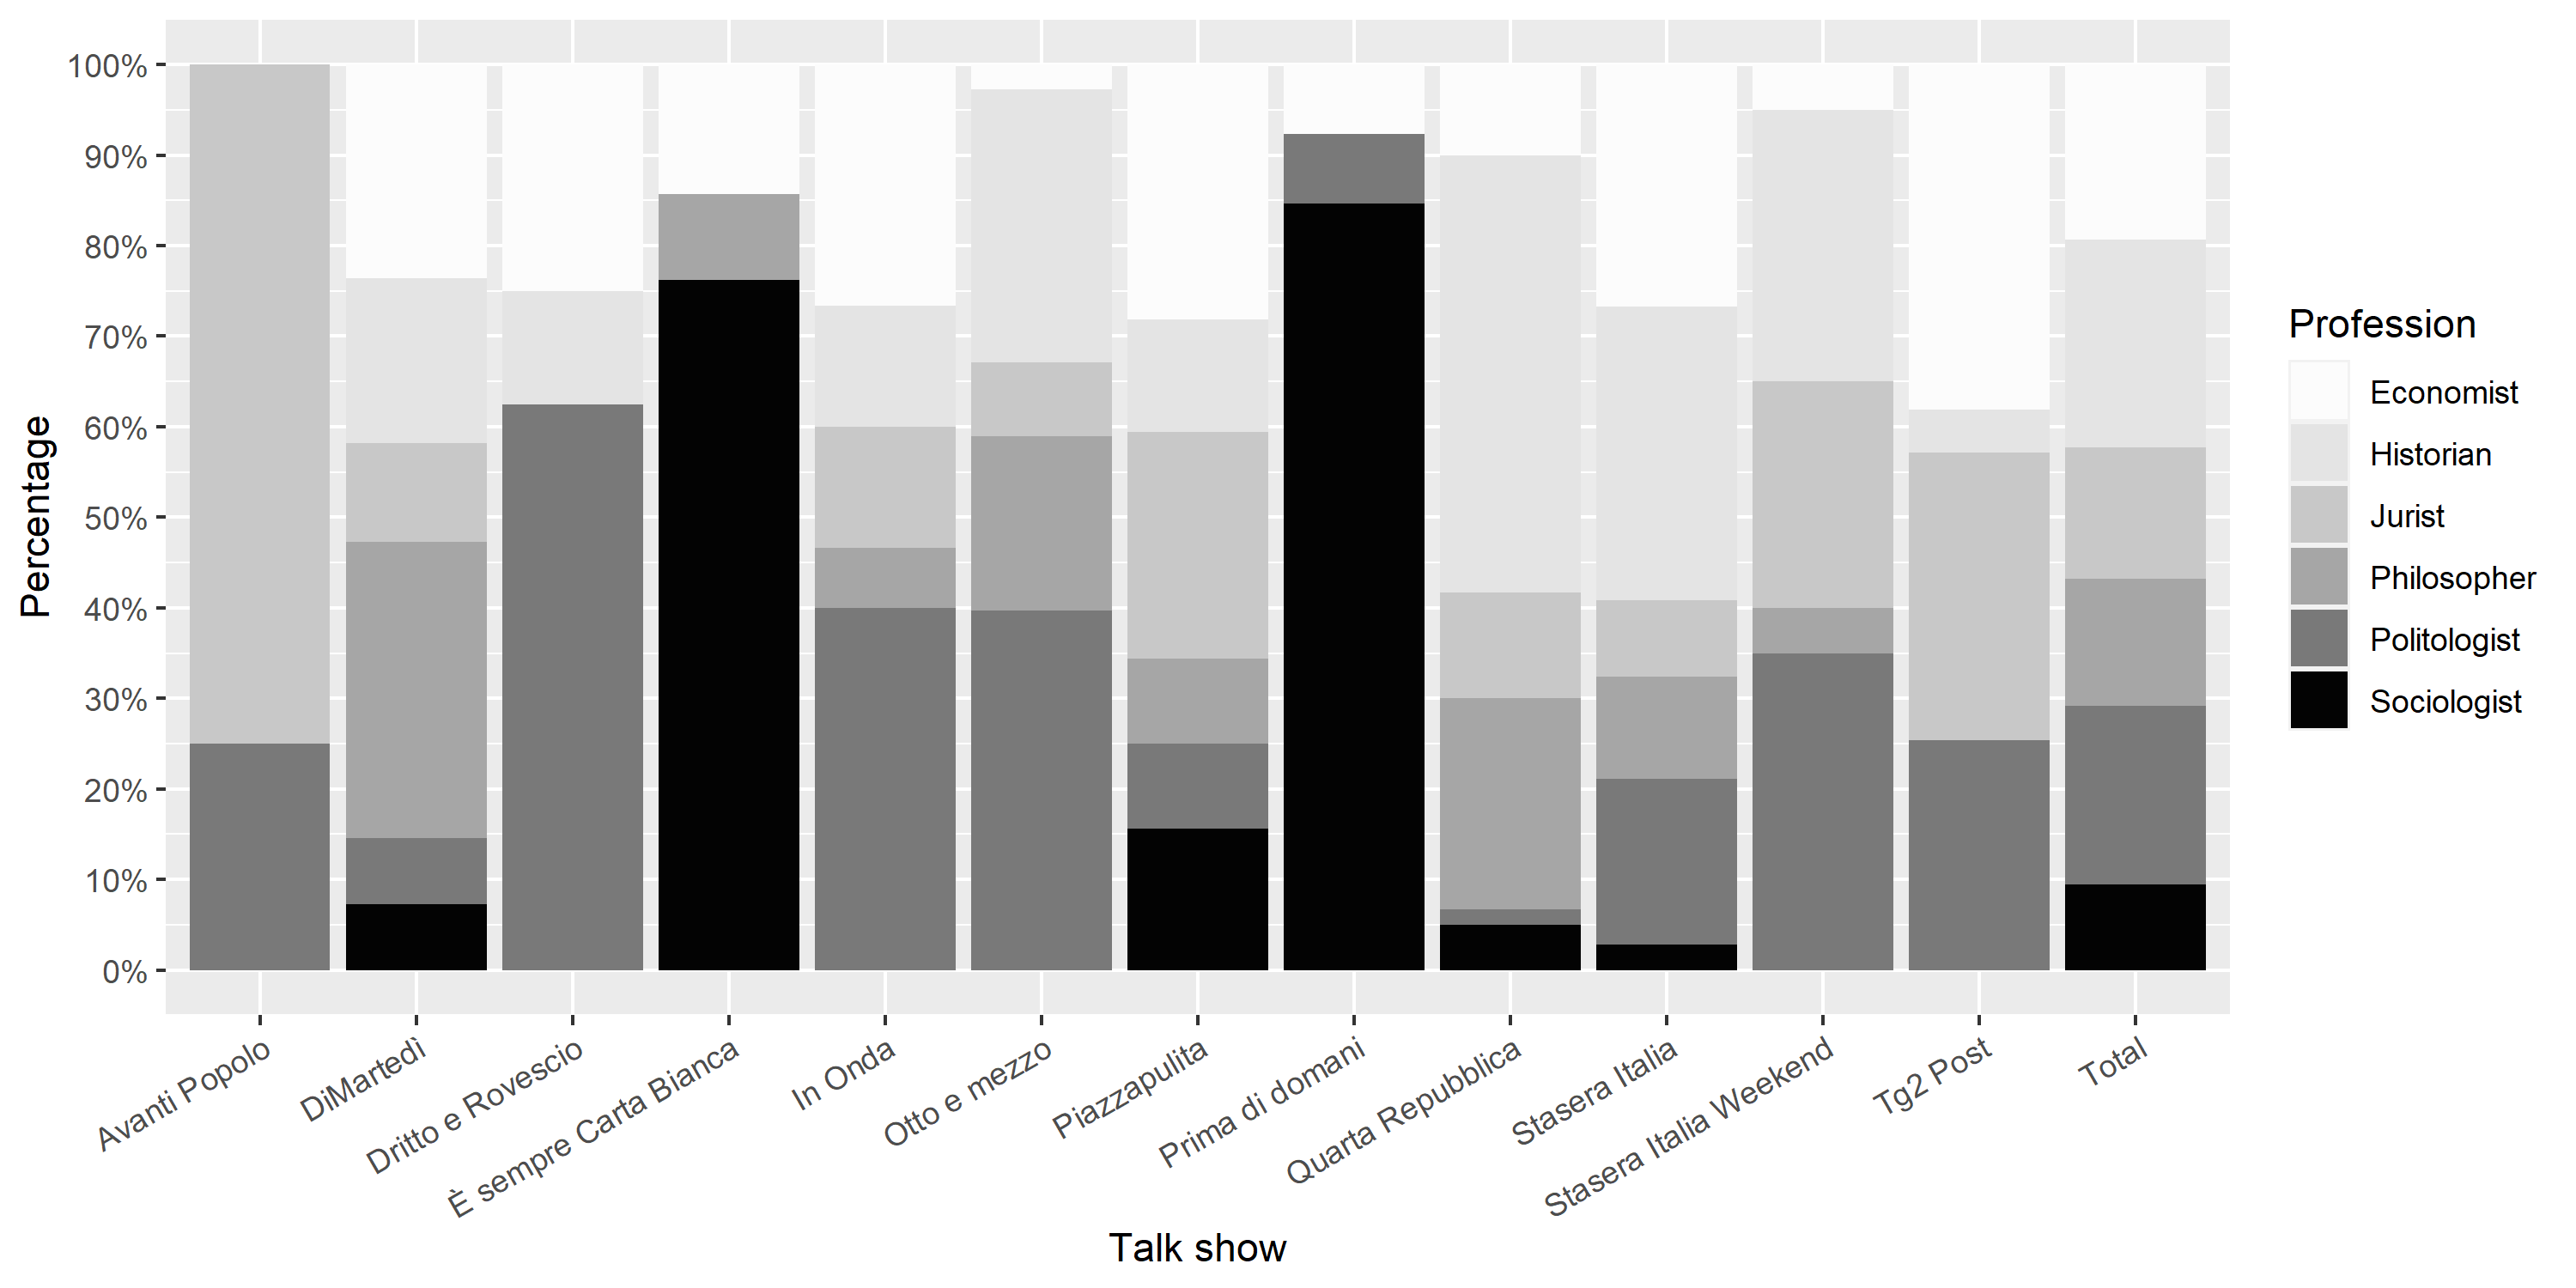 100%
90%
80%
70%
60%
50%
40%
30%
20%
10%
0%
Percentage
Avanti Popolo
DiMartedì
Dritto e Rovescio
È sempre Carta Bianca
In Onda
Otto e mezzo
Piazzapulita
Prima di domani
Quarta Repubblica
Stasera Italia
Stasera Italia Weekend
Tg2 Post
Total
Talk show
Profession
Economist
Historian
Jurist
Philosopher
Politologist
Sociologist